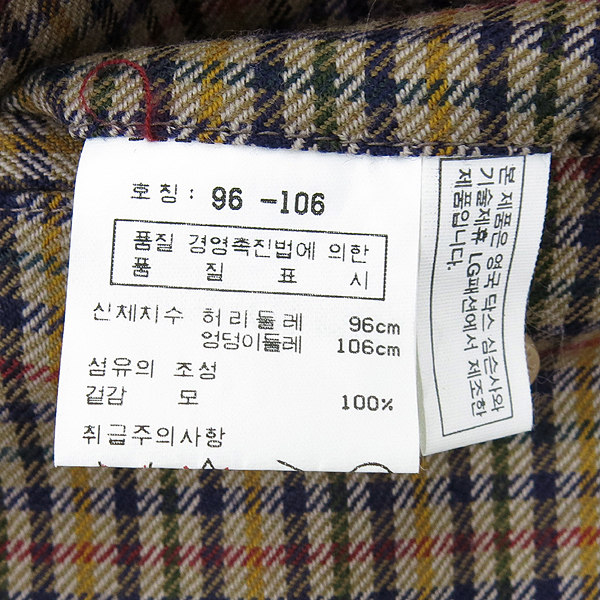 호칭 : 96 -106
품질 경영촉진법에 의한
품 질 표 시
신체치수 허리둘레 96cm
엉덩이둘레 106cm
섬유의 조성
겉감 모 100%
취급주의사항
본 제품은 영국 닥스 심슨사와
기술제휴 LG패션에서 제조한
제품입니다.